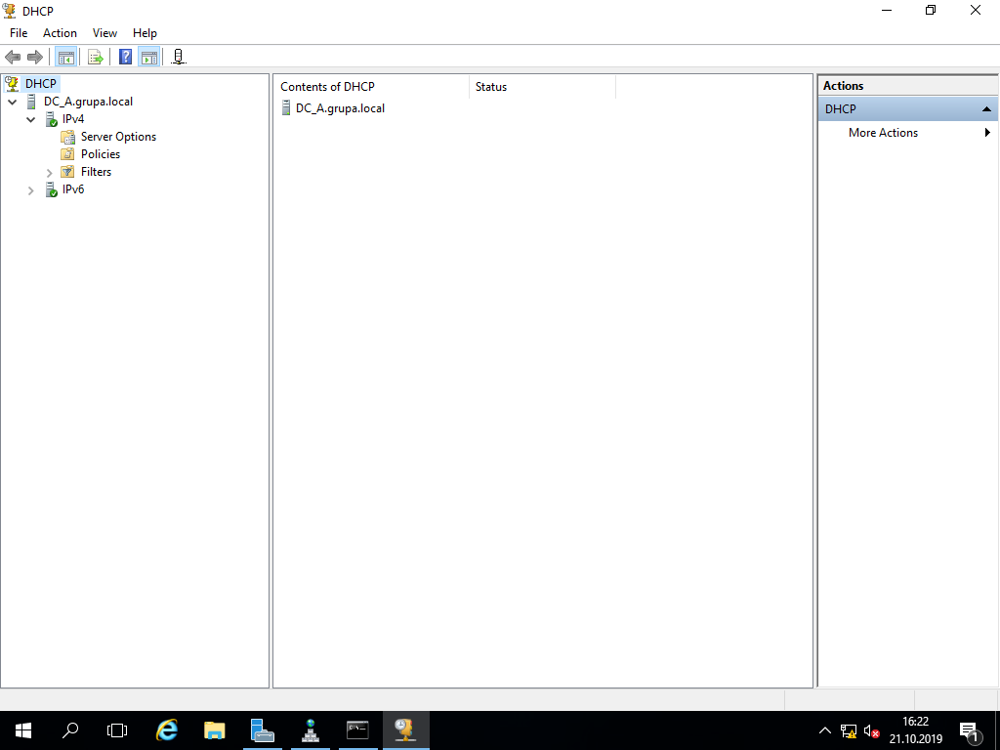 DHCP
File Action View Help
DHCP
DC_A.grupa.local
IPv4
Server Options
Policies
Filters
IPv6
Contents of DHCP Status
DC_A.grupa.local
Actions
DHCP
More Actions
16:22
21.10.2019
1